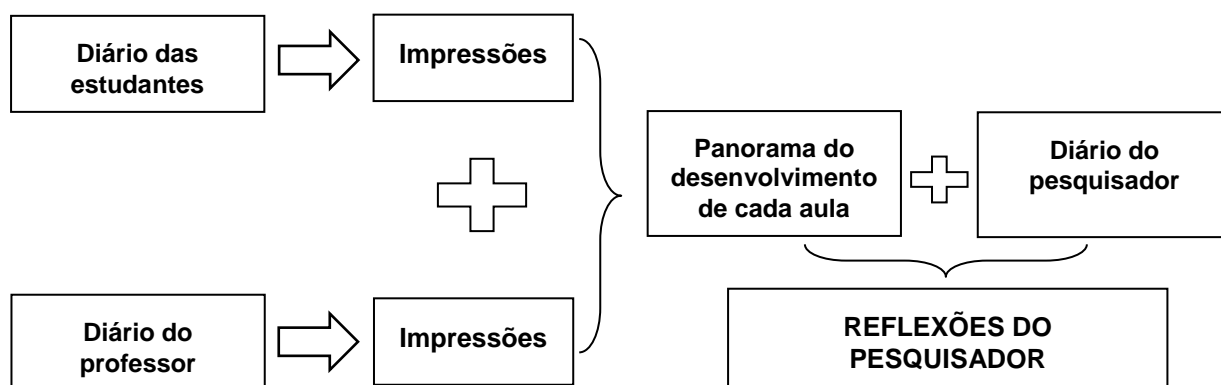 Diário das
estudantes
Impressões
Panorama do
desenvolvimento
de cada aula
Diário do
pesquisador
Diário do
professor
Impressões
REFLEXÕES DO
PESQUISADOR